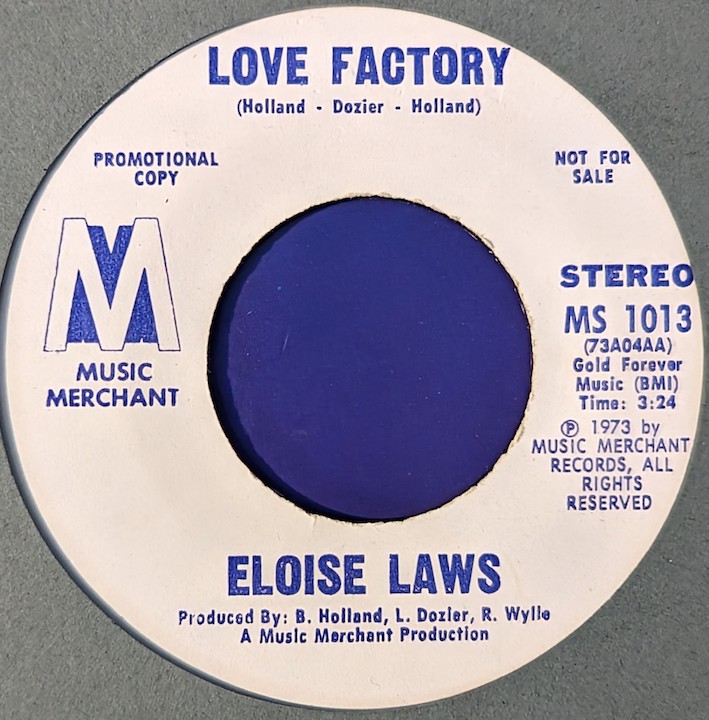 LOVE FACTORY
(Holland - Dozier - Holland)
PROMOTIONAL
COPY
NOT FOR
SALE
M
MUSIC
MERCHANT
STEREO
MS 1013
(73A04AA)
Gold Forever
Music (BMI)
Time: 3:24
℗ 1973 by
MUSIC MERCHANT
RECORDS, ALL
RIGHTS
RESERVED
ELOISE LAWS
Produced By: B. Holland, L. Dozier, R. Wylie
A Music Merchant Production